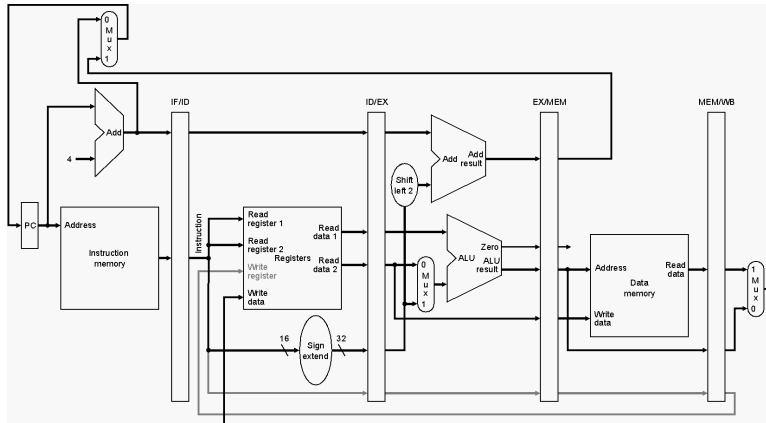 0
M
u
x
1
IF/ID
ID/EX
EX/MEM
MEM/WB
Add
4
Add
Add
result
Shift
left 2
PC
Address
Instruction
memory
Instruction
Read
register 1
Read
register 2
Write
register
Write
data
Registers
Read
data 1
Read
data 2
0
M
u
x
1
Zero
ALU
ALU
result
Address
Read
data
Data
memory
Write
data
1
M
u
x
0
16
Sign
extend
32